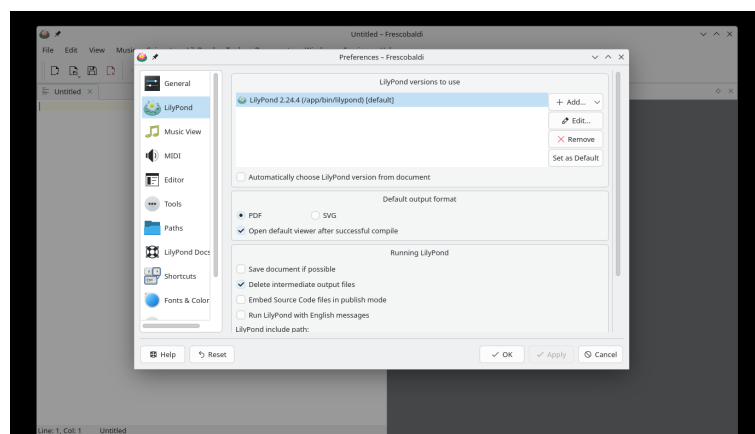 Untitled – Frescobaldi
File Edit View
Preferences – Frescobaldi
Untitled
General
LilyPond
Music View
MIDI
Editor
Tools
Paths
LilyPond Docs
Shortcuts
Fonts & Color
LilyPond versions to use
LilyPond 2.24.4 (/app/bin/lilypond) [default]
Add...
Edit...
Remove
Set as Default
Automatically choose LilyPond version from document
Default output format
PDF SVG
Open default viewer after successful compile
Running LilyPond
Save document if possible
Delete intermediate output files
Embed Source Code files in publish mode
Run LilyPond with English messages
LilyPond include path:
Help Reset OK Apply Cancel
Line: 1, Col: 1 Untitled